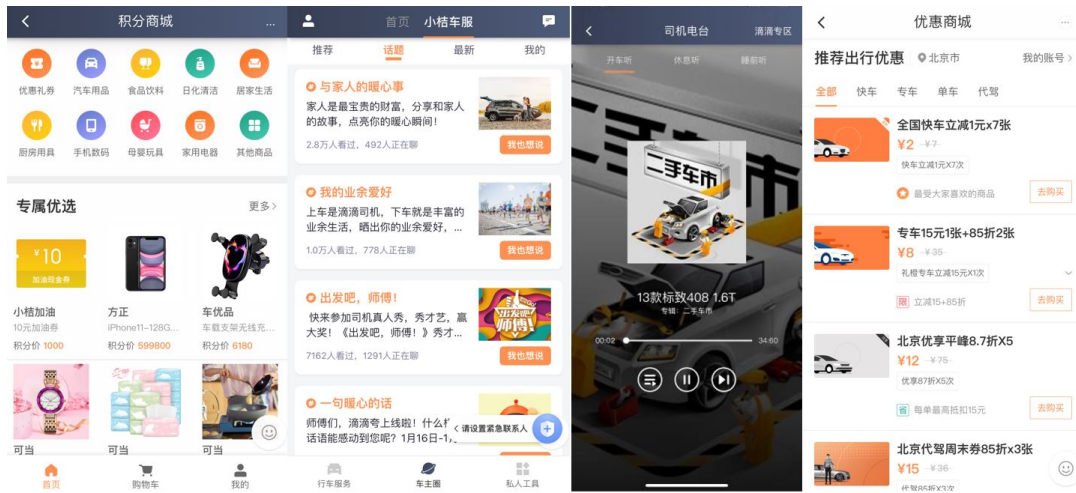 积分商城
...
优惠礼券
汽车用品
食品饮料
日化清洁
居家生活
厨房用具
手机数码
母婴玩具
家用电器
其他商品
专属优选
更多
¥10
加油现金券
小桔加油
方正
车优品
10元加油券
iPhone11-128G...
车载支架无线充...
积分价 1000
积分价 599800
积分价 6180
可当
可当
可当
首页
购物车
我的
首页
小桔车服
推荐
话题
最新
我的
与家人的暖心事
家人是最宝贵的财富，分享和家人
的故事，点亮你的暖心瞬间！
2.8万人看过，492人正在聊
我也想说
我的业余爱好
上车是滴滴司机，下车就是丰富的
业余生活，晒出你的业余爱好，...
1.0万人看过，778人正在聊
我也想说
出发吧，师傅！
快来参加司机真人秀，秀才艺，赢
大奖！《出发吧，师傅！》秀才...
出发吧
师傅!
7162人看过，1291人正在聊
我也想说
一句暖心的话
师傅们，滴滴夸上线啦！什么
话语能感动到您呢？1月16日-1
请设置紧急联系人
行车服务
车主圈
私人工具
司机电台
滴滴专区
开车听
休息听
睡前听
二手车市
13款标致408 1.6T
专辑：二手车市
00:02
34:60
优惠商城
...
推荐出行优惠
北京市
我的账号
全部
快车
专车
单车
代驾
全国快车立减1元x7张
¥2
¥7
快车立减1元X7次
最受大家喜欢的商品
去购买
专车15元1张+85折2张
¥8
¥35
礼橙专车立减15元X1次
限 立减15+85折
去购买
北京优享平峰8.7折X5
¥12
¥75
优享87折X5次
省 每单最高抵扣15元
去购买
北京代驾周末券85折x3张
¥15
¥36
代驾85折X3次